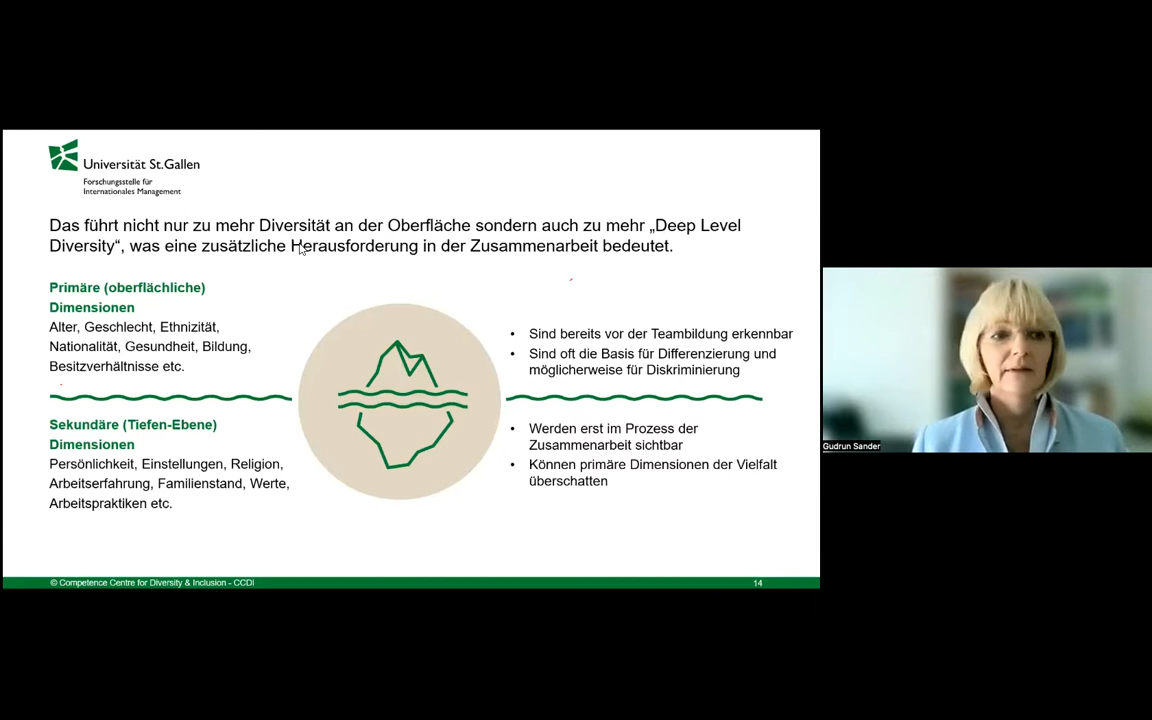 Universität St.Gallen
Forschungsstelle für
Internationales Management
Das führt nicht nur zu mehr Diversität an der Oberfläche sondern auch zu mehr „Deep Level
Diversity“, was eine zusätzliche Herausforderung in der Zusammenarbeit bedeutet.
Primäre (oberflächliche)
Dimensionen
Alter, Geschlecht, Ethnizität,
Nationalität, Gesundheit, Bildung,
Besitzverhältnisse etc.
• Sind bereits vor der Teambildung erkennbar
• Sind oft die Basis für Differenzierung und
möglicherweise für Diskriminierung
Sekundäre (Tiefen-Ebene)
Dimensionen
Persönlichkeit, Einstellungen, Religion,
Arbeitserfahrung, Familienstand, Werte,
Arbeitspraktiken etc.
• Werden erst im Prozess der
Zusammenarbeit sichtbar
• Können primäre Dimensionen der Vielfalt
überschatten
© Competence Centre for Diversity & Inclusion - CCDI
14
Gudrun Sander